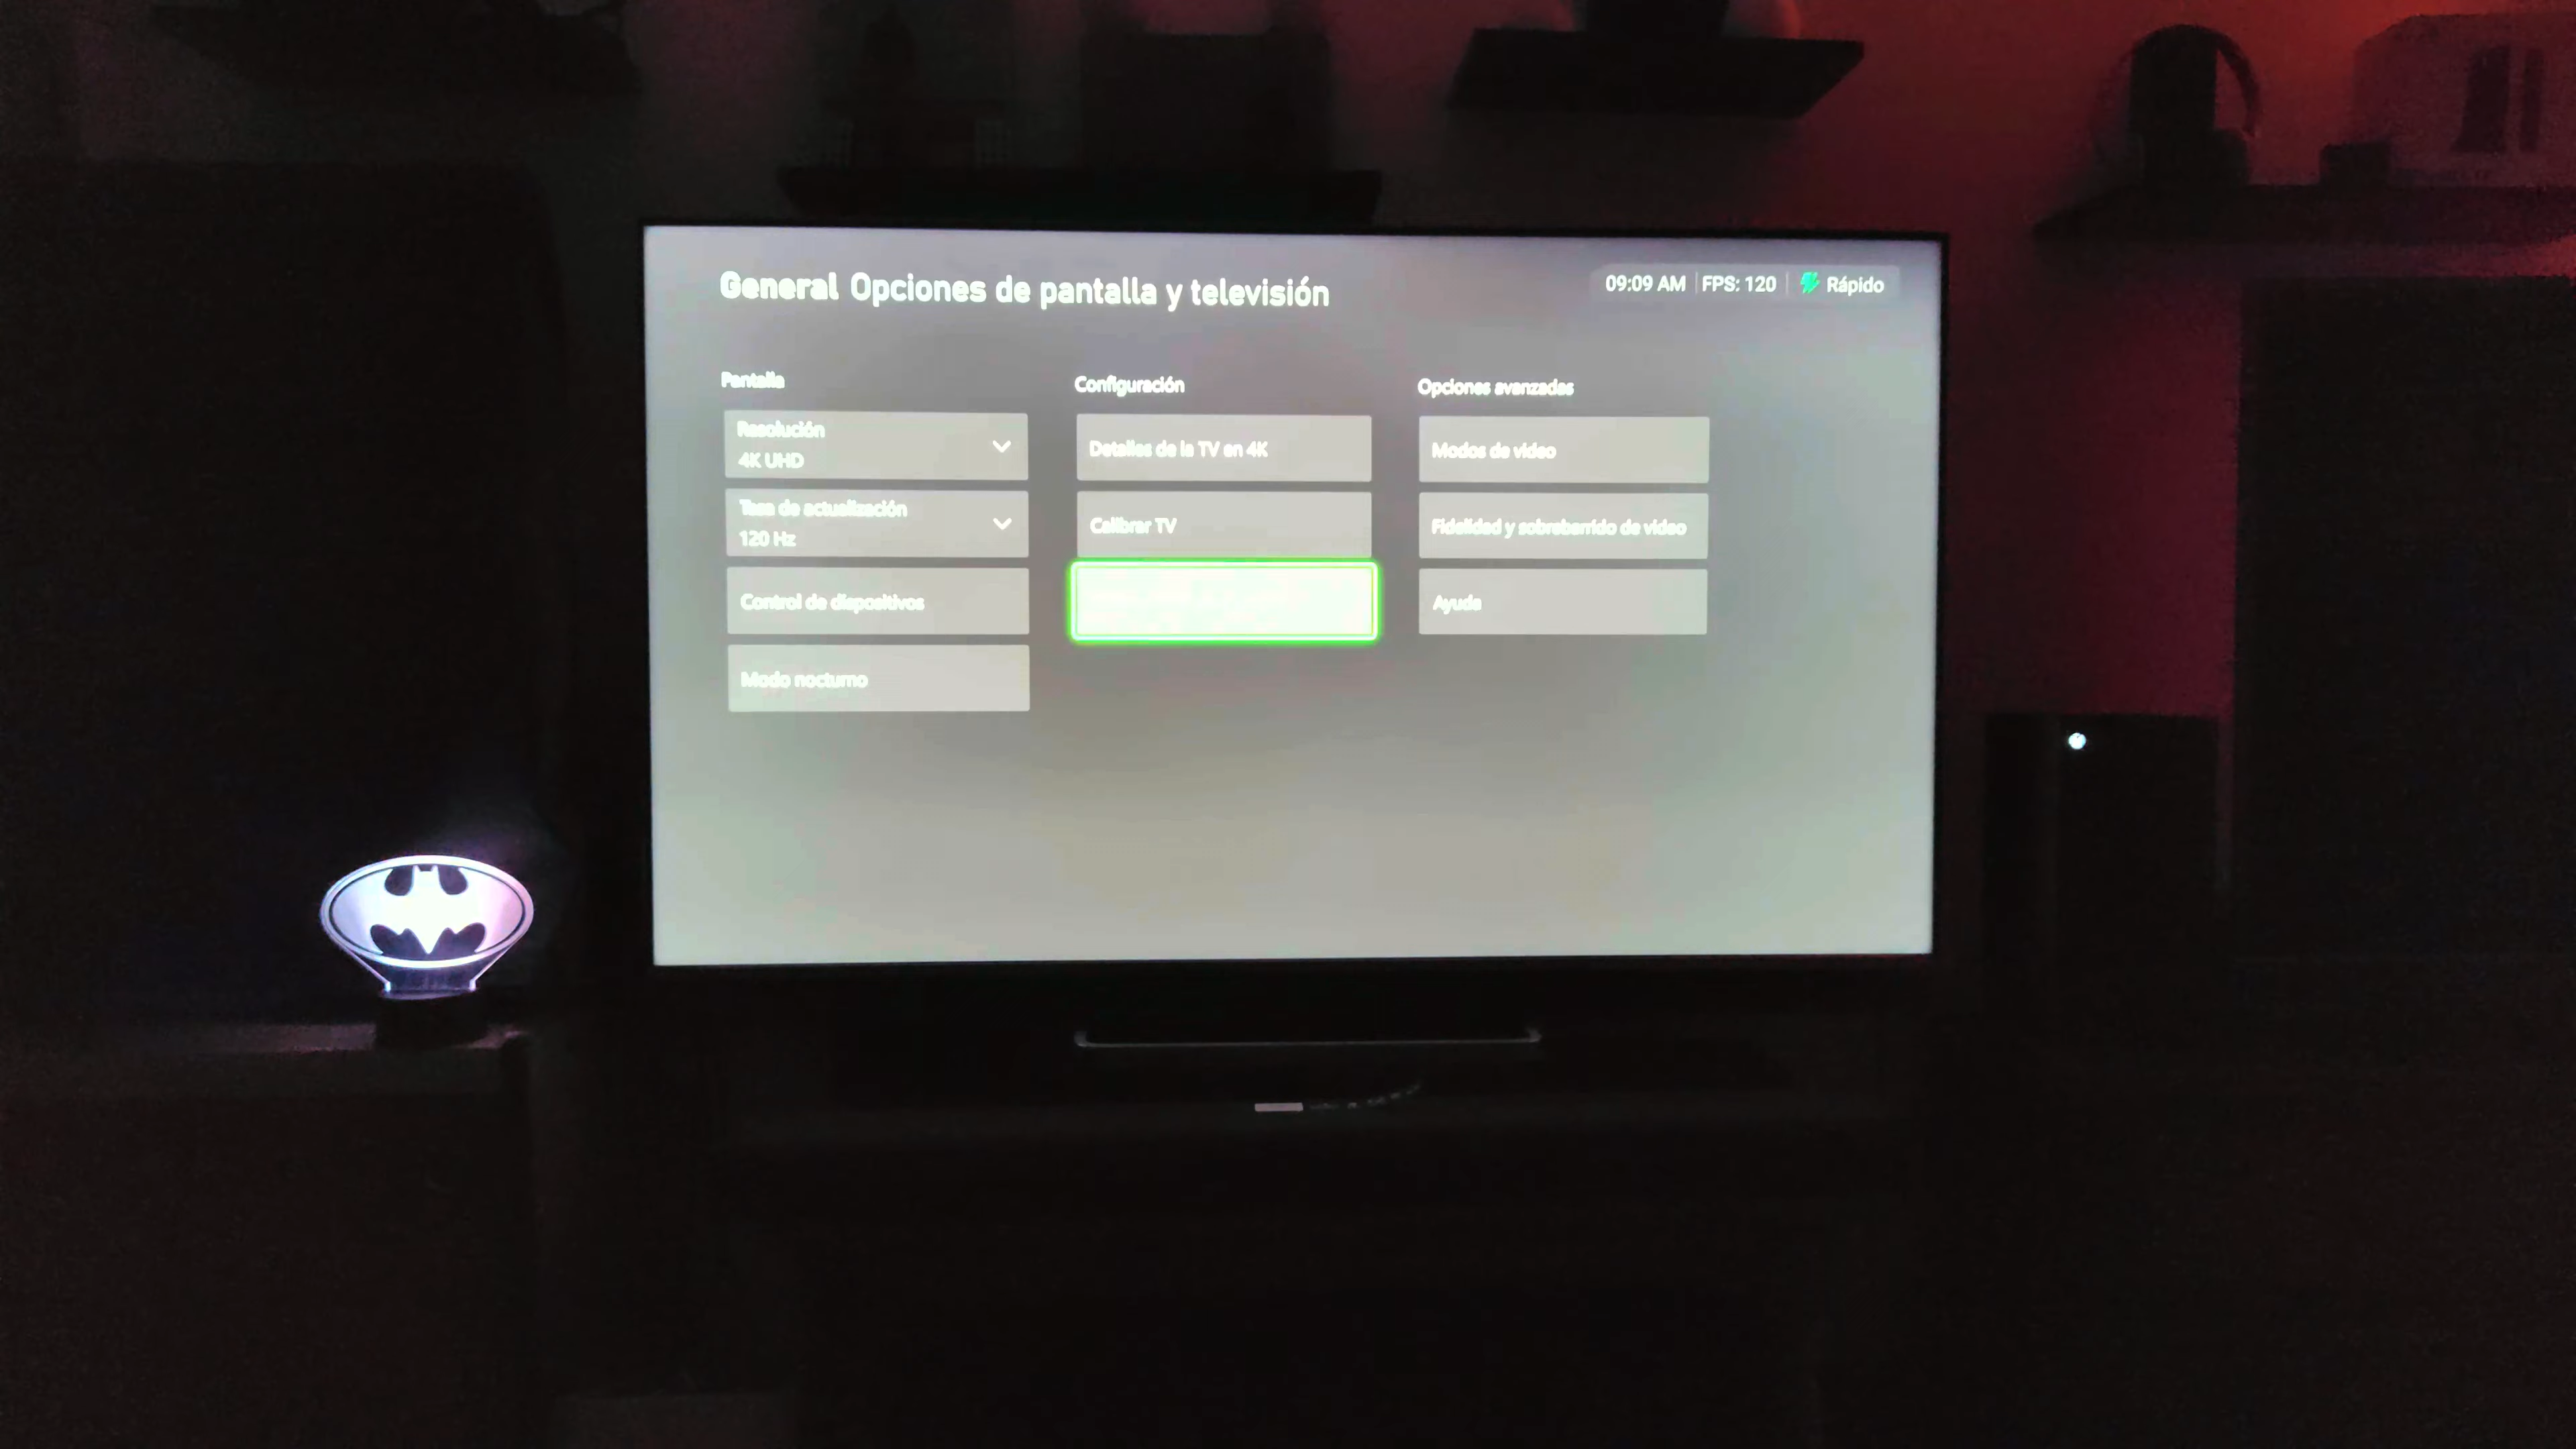 General Opciones de pantalla y televisión
09:09 AM FPS: 120 Rápido
Pantalla
Resolución
4K UHD
Tasa de actualización
120 Hz
Control de dispositivos
Modo nocturno
Configuración
Detalles de la TV en 4K
Calibrar TV
Opciones avanzadas
Modos de vídeo
Fidelidad y sobrebarrido de vídeo
Ayuda